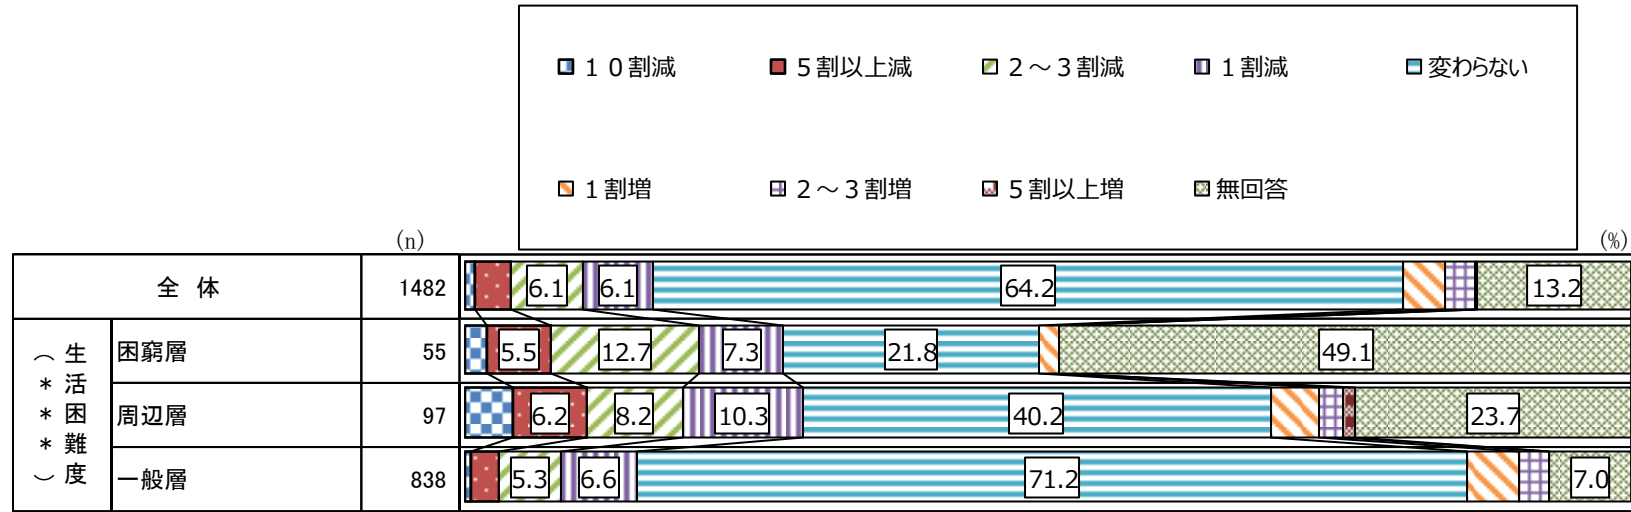 １０割減 ５割以上減 ２～３割減 １割減 変わらない
１割増 ２～３割増 ５割以上増 無回答
(n) (%)
全 体 1482 6.1 6.1 64.2 13.2
困窮層 55 5.5 12.7 7.3 21.8 49.1
周辺層 97 6.2 8.2 10.3 40.2 23.7
一般層 838 5.3 6.6 71.2 7.0
生活困難度
（***）